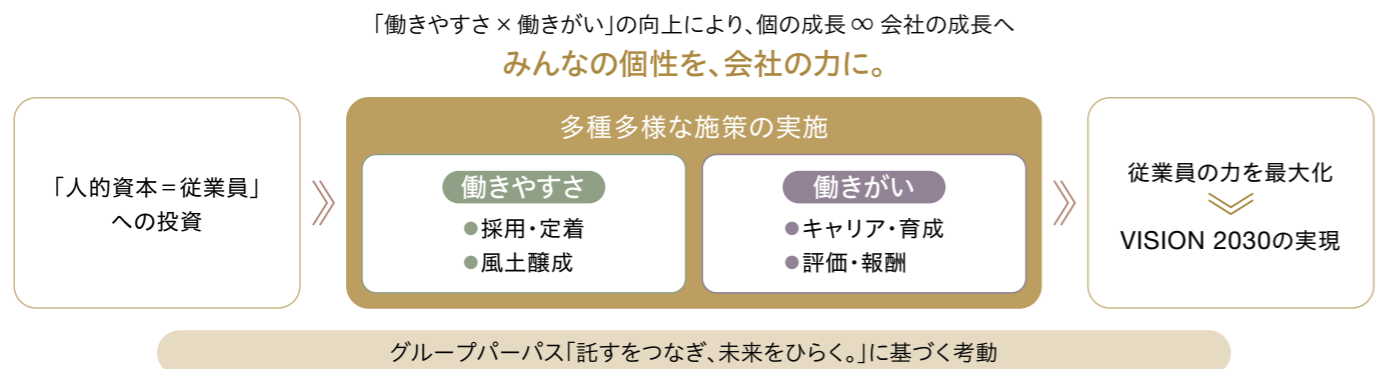 「働きやすさ×働きがい」の向上により、個の成長∞会社の成長へ
みんなの個性を、会社の力に。
「人的資本=従業員」
への投資
多種多様な施策の実施
働きやすさ
●採用・定着
●風土醸成
働きがい
●キャリア・育成
●評価・報酬
従業員の力を最大化
VISION 2030の実現
グループパーパス「託すをつなぎ、未来をひらく。」に基づく考動